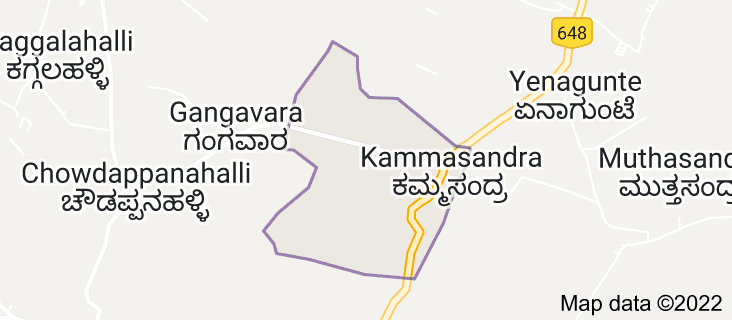 648
aggalahalli
ಕಗ್ಗಲಹಳ್ಳಿ
Yenagunte
ಏನಾಗುಂಟೆ
Gangavara
ಗಂಗವಾರ
Kammasandra
ಕಮ್ಮಸಂದ್ರ
Muthasand
ಮುತ್ತಸಂದ್ರ
Chowdappanahalli
ಚೌಡಪ್ಪನಹಳ್ಳಿ
Map data ©2022